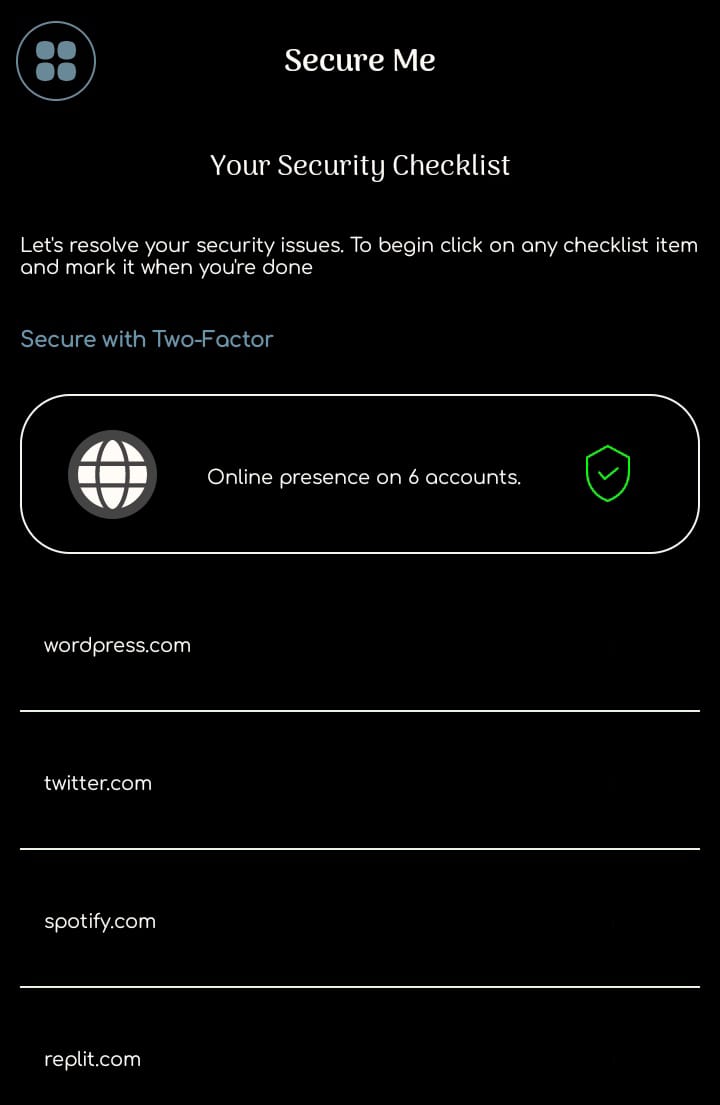 Secure Me
Your Security Checklist
Let's resolve your security issues. To begin click on any checklist item
and mark it when you're done
Secure with Two-Factor
Online presence on 6 accounts.
wordpress.com
twitter.com
spotify.com
replit.com